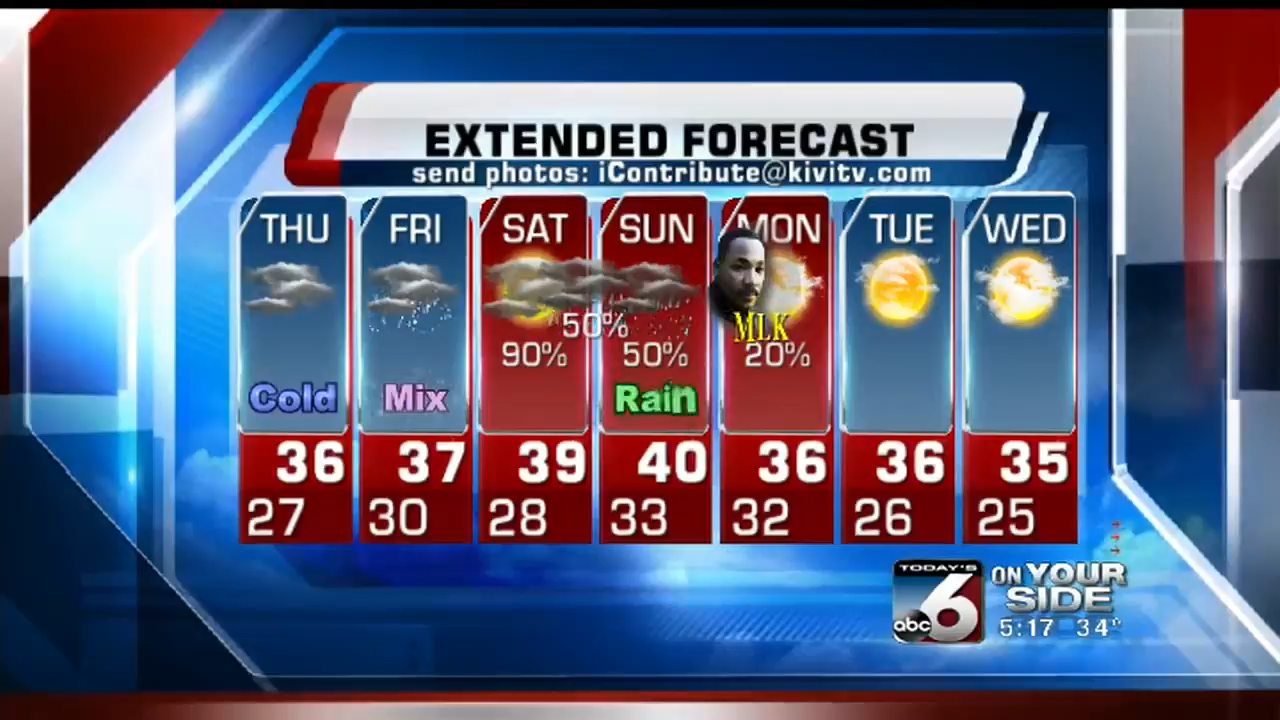 EXTENDED FORECAST
send photos: iContribute@kivitv.com
THU FRI SAT SUN MON TUE WED
50% MLK
90% 50% 20%
Cold Mix Rain
36 37 39 40 36 36 35
27 30 28 33 32 26 25
TODAY'S
abc 6
ON YOUR
SIDE
5:17 34°